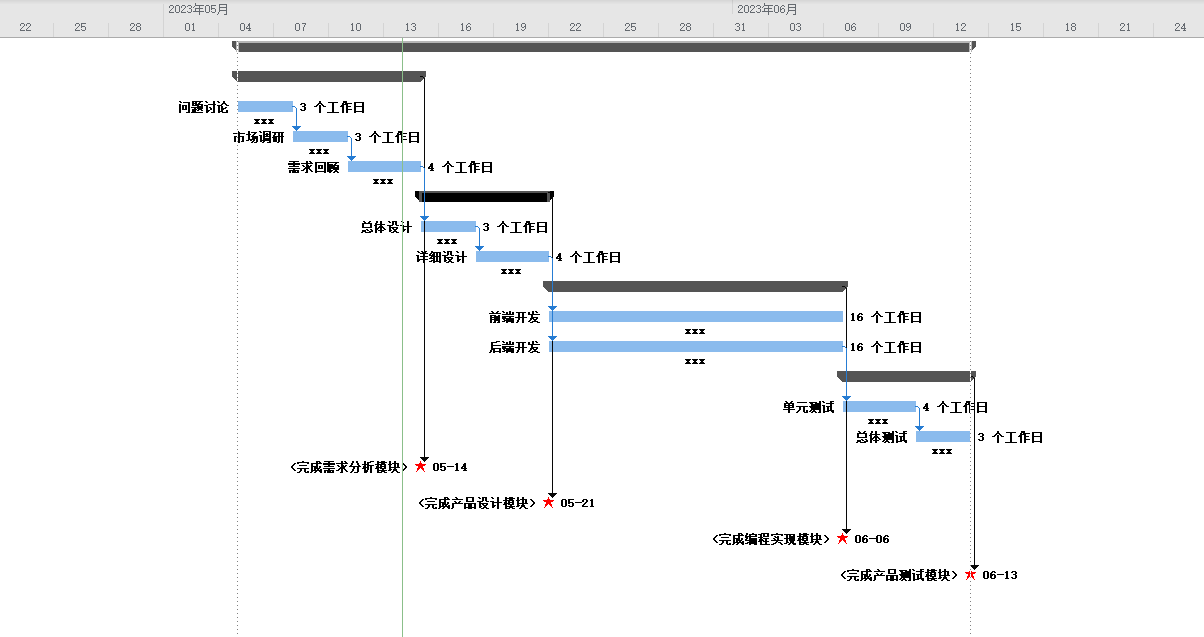 2023年05月 2023年06月
22 25 28 01 04 07 10 13 16 19 22 25 28 31 03 06 09 12 15 18 21 24
问题讨论 3 个工作日
xxx
市场调研 3 个工作日
xxx
需求回顾 4 个工作日
xxx
总体设计 3 个工作日
xxx
详细设计 4 个工作日
xxx
前端开发 16 个工作日
xxx
后端开发 16 个工作日
xxx
单元测试 4 个工作日
xxx
总体测试 3 个工作日
xxx
<完成需求分析模块> 05-14
<完成产品设计模块> 05-21
<完成编程实现模块> 06-06
<完成产品测试模块> 06-13